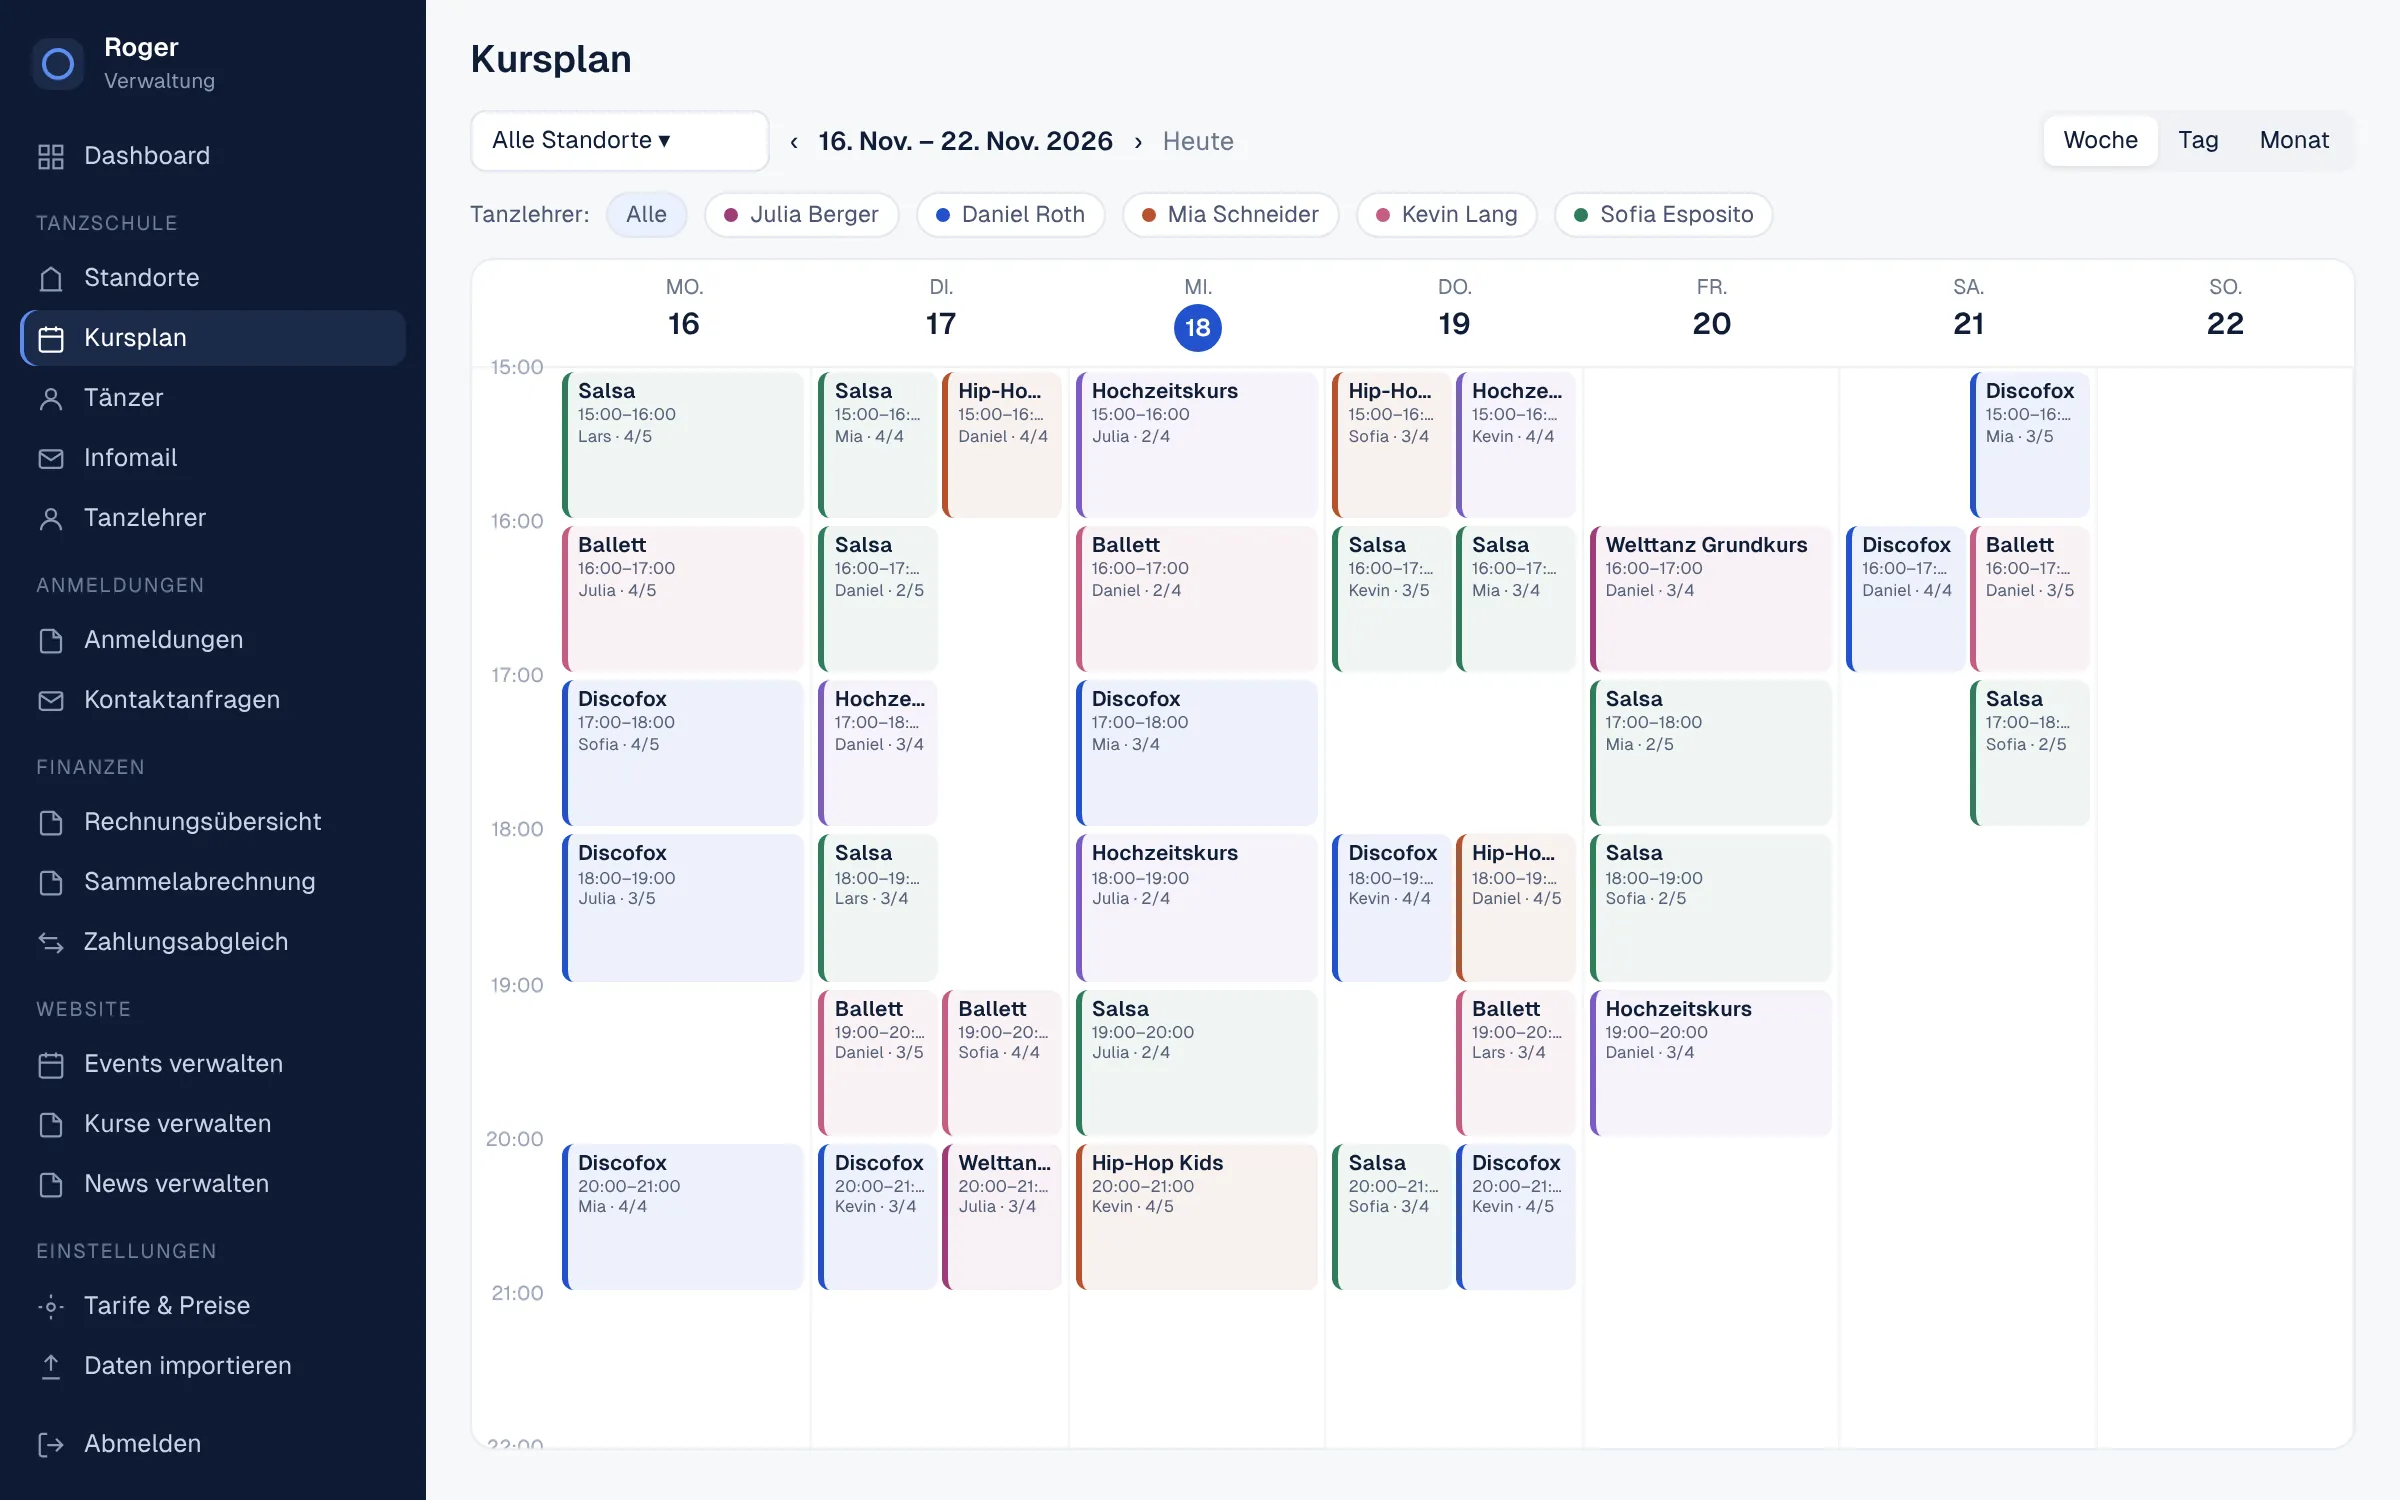 Roger
Verwaltung
Dashboard
TANZSCHULE
Standorte
Kursplan
Tänzer
Infomail
Tanzlehrer
ANMELDUNGEN
Anmeldungen
Kontaktanfragen
FINANZEN
Rechnungsübersicht
Sammelabrechnung
Zahlungsabgleich
WEBSITE
Events verwalten
Kurse verwalten
News verwalten
EINSTELLUNGEN
Tarife & Preise
Daten importieren
Abmelden
Kursplan
Alle Standorte ▾ ‹ 16. Nov. – 22. Nov. 2026 › Heute Woche Tag Monat
Tanzlehrer: Alle Julia Berger Daniel Roth Mia Schneider Kevin Lang Sofia Esposito
MO. DI. MI. DO. FR. SA. SO.
16 17 18 19 20 21 22
15:00
Salsa Salsa Hip-Ho... Hochzeitskurs Hip-Ho... Hochze... Discofox
15:00–16:00 15:00–16:... 15:00–16:... 15:00–16:00 15:00–16:... 15:00–16:... 15:00–16:...
Lars · 4/5 Mia · 4/4 Daniel · 4/4 Julia · 2/4 Sofia · 3/4 Kevin · 4/4 Mia · 3/5
16:00
Ballett Salsa Ballett Salsa Salsa Welttanz Grundkurs Discofox Ballett
16:00–17:00 16:00–17:... 16:00–17:00 16:00–17:... 16:00–17:... 16:00–17:00 16:00–17:... 16:00–17:...
Julia · 4/5 Daniel · 2/5 Daniel · 2/4 Kevin · 3/5 Mia · 3/4 Daniel · 3/4 Daniel · 4/4 Daniel · 3/5
17:00
Discofox Hochze... Discofox Salsa Salsa
17:00–18:00 17:00–18:... 17:00–18:00 17:00–18:00 17:00–18:...
Sofia · 4/5 Daniel · 3/4 Mia · 3/4 Mia · 2/5 Sofia · 2/5
18:00
Discofox Salsa Hochzeitskurs Discofox Hip-Ho... Salsa
18:00–19:00 18:00–19:... 18:00–19:00 18:00–19:... 18:00–19:... 18:00–19:00
Julia · 3/5 Lars · 3/4 Julia · 2/4 Kevin · 4/4 Daniel · 4/5 Sofia · 2/5
19:00
Ballett Ballett Salsa Ballett Hochzeitskurs
19:00–20:... 19:00–20:... 19:00–20:00 19:00–20:... 19:00–20:00
Daniel · 3/5 Sofia · 4/4 Julia · 2/4 Lars · 3/4 Daniel · 3/4
20:00
Discofox Discofox Welttan... Hip-Hop Kids Salsa Discofox
20:00–21:00 20:00–21:... 20:00–21:... 20:00–21:00 20:00–21:... 20:00–21:...
Mia · 4/4 Kevin · 3/4 Julia · 3/4 Kevin · 4/5 Sofia · 3/4 Kevin · 4/5
21:00
22:00